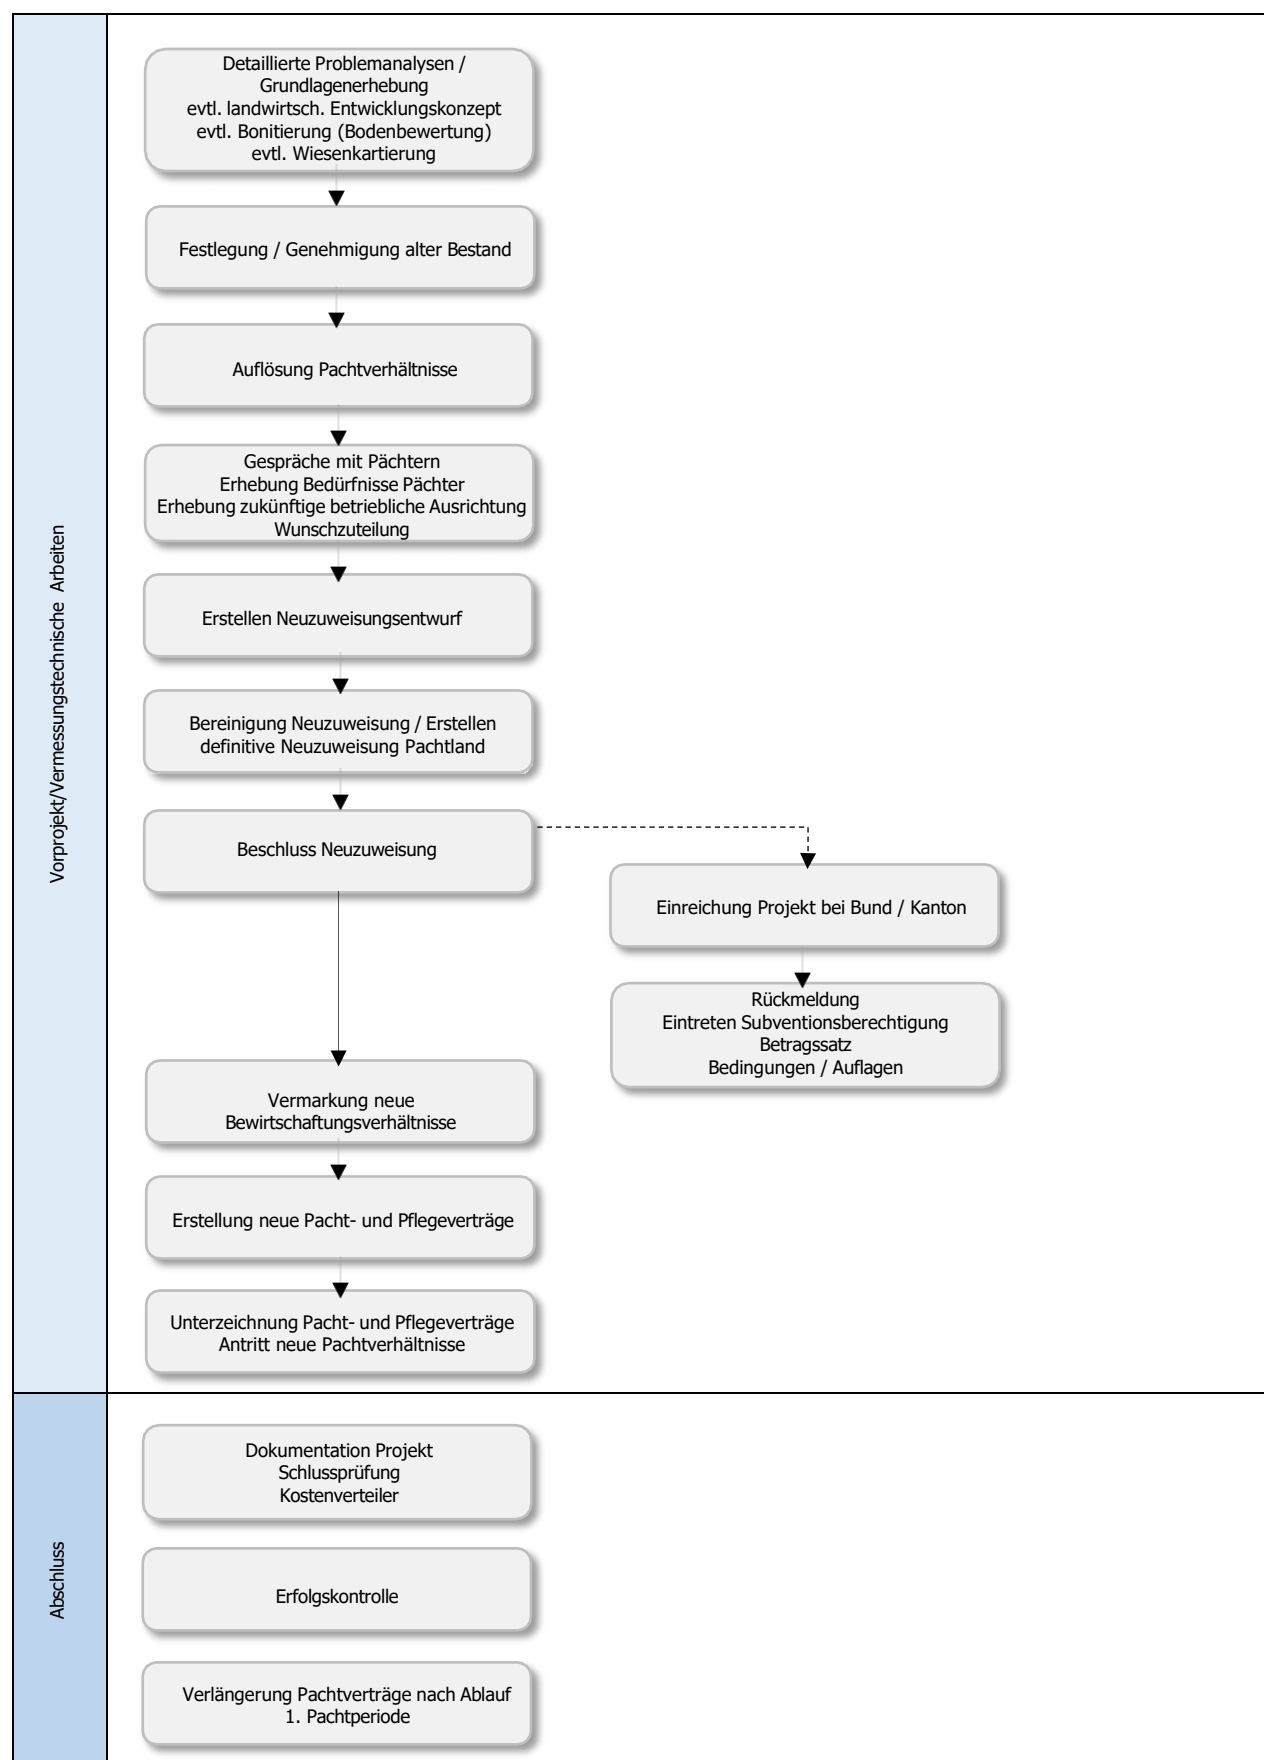 Vorprojekt/Vermessungstechnische Arbeiten
Detaillierte Problemanalysen /
Grundlagenerhebung
evtl. landwirtsch. Entwicklungskonzept
evtl. Bonitierung (Bodenbewertung)
evtl. Wiesenkartierung
Festlegung / Genehmigung alter Bestand
Auflösung Pachtverhältnisse
Gespräche mit Pächtern
Erhebung Bedürfnisse Pächter
Erhebung zukünftige betriebliche Ausrichtung
Wunschzuteilung
Erstellen Neuzuweisungsentwurf
Bereinigung Neuzuweisung / Erstellen
definitive Neuzuweisung Pachtland
Beschluss Neuzuweisung
Einreichung Projekt bei Bund / Kanton
Rückmeldung
Eintreten Subventionsberechtigung
Betragssatz
Bedingungen / Auflagen
Vermarkung neue
Bewirtschaftungsverhältnisse
Erstellung neue Pacht- und Pflegeverträge
Unterzeichnung Pacht- und Pflegeverträge
Antritt neue Pachtverhältnisse
Abschluss
Dokumentation Projekt
Schlussprüfung
Kostenverteiler
Erfolgskontrolle
Verlängerung Pachtverträge nach Ablauf
1. Pachtperiode